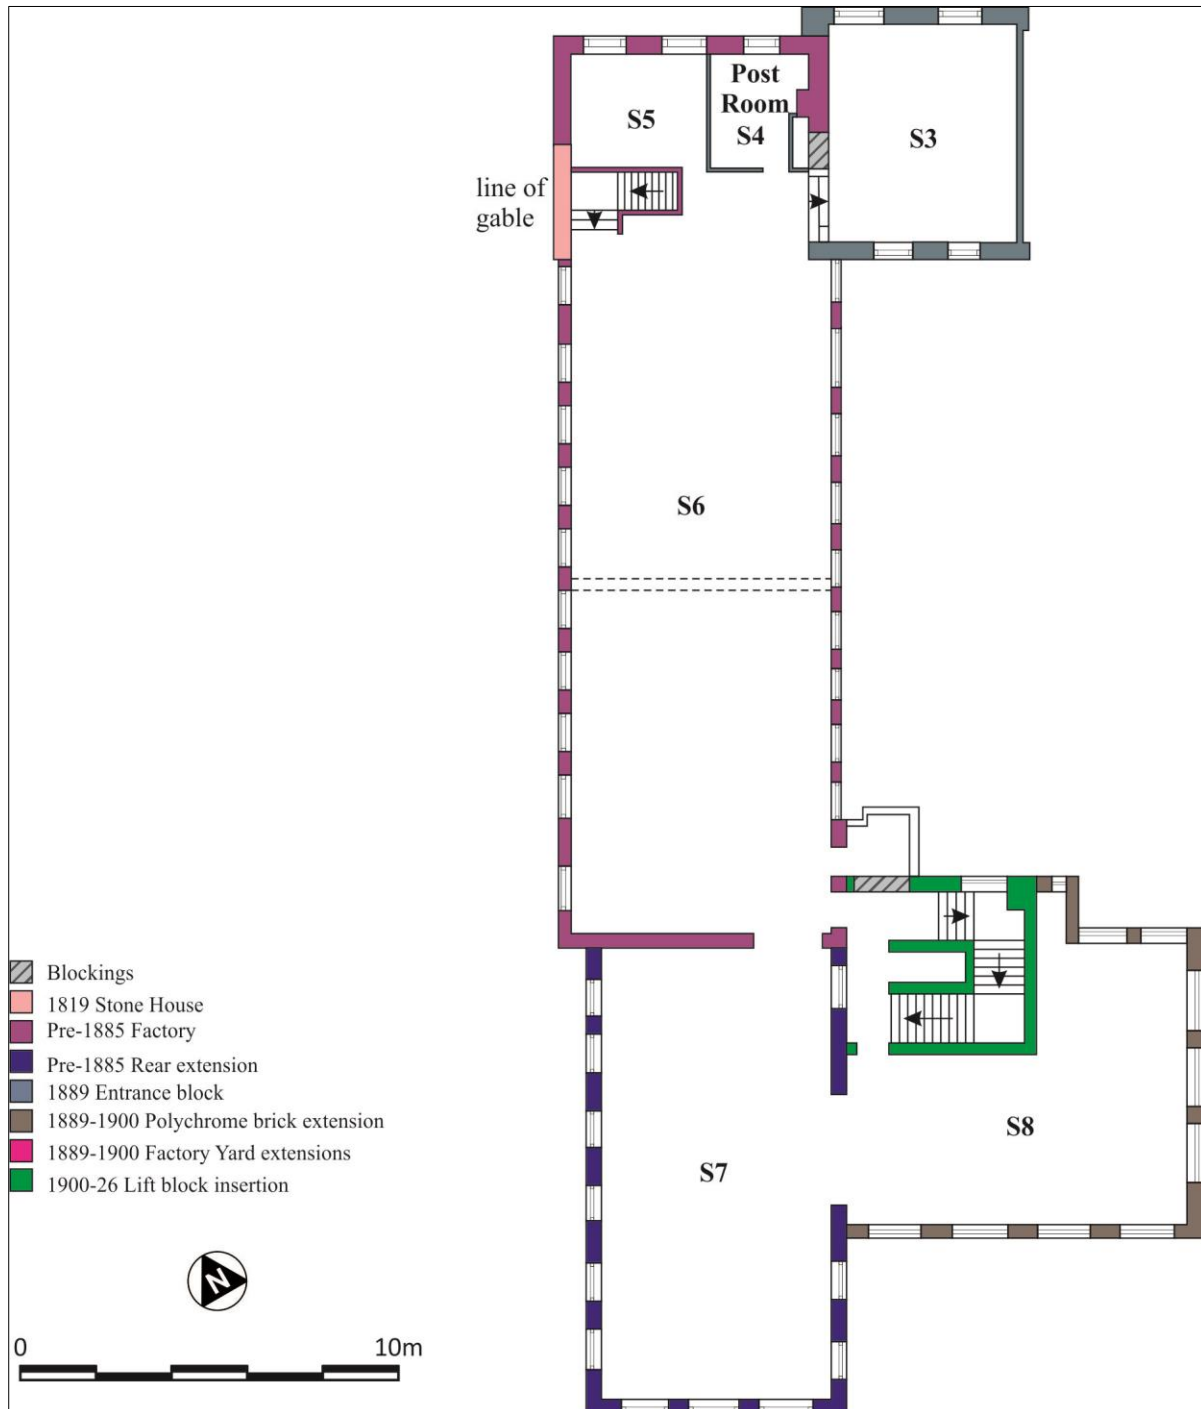 Post
Room
S4
S5
S3
line of
gable
S6
Blockings
1819 Stone House
Pre-1885 Factory
Pre-1885 Rear extension
1889 Entrance block
1889-1900 Polychrome brick extension
1889-1900 Factory Yard extensions
1900-26 Lift block insertion
S8
S7
N
0 10m